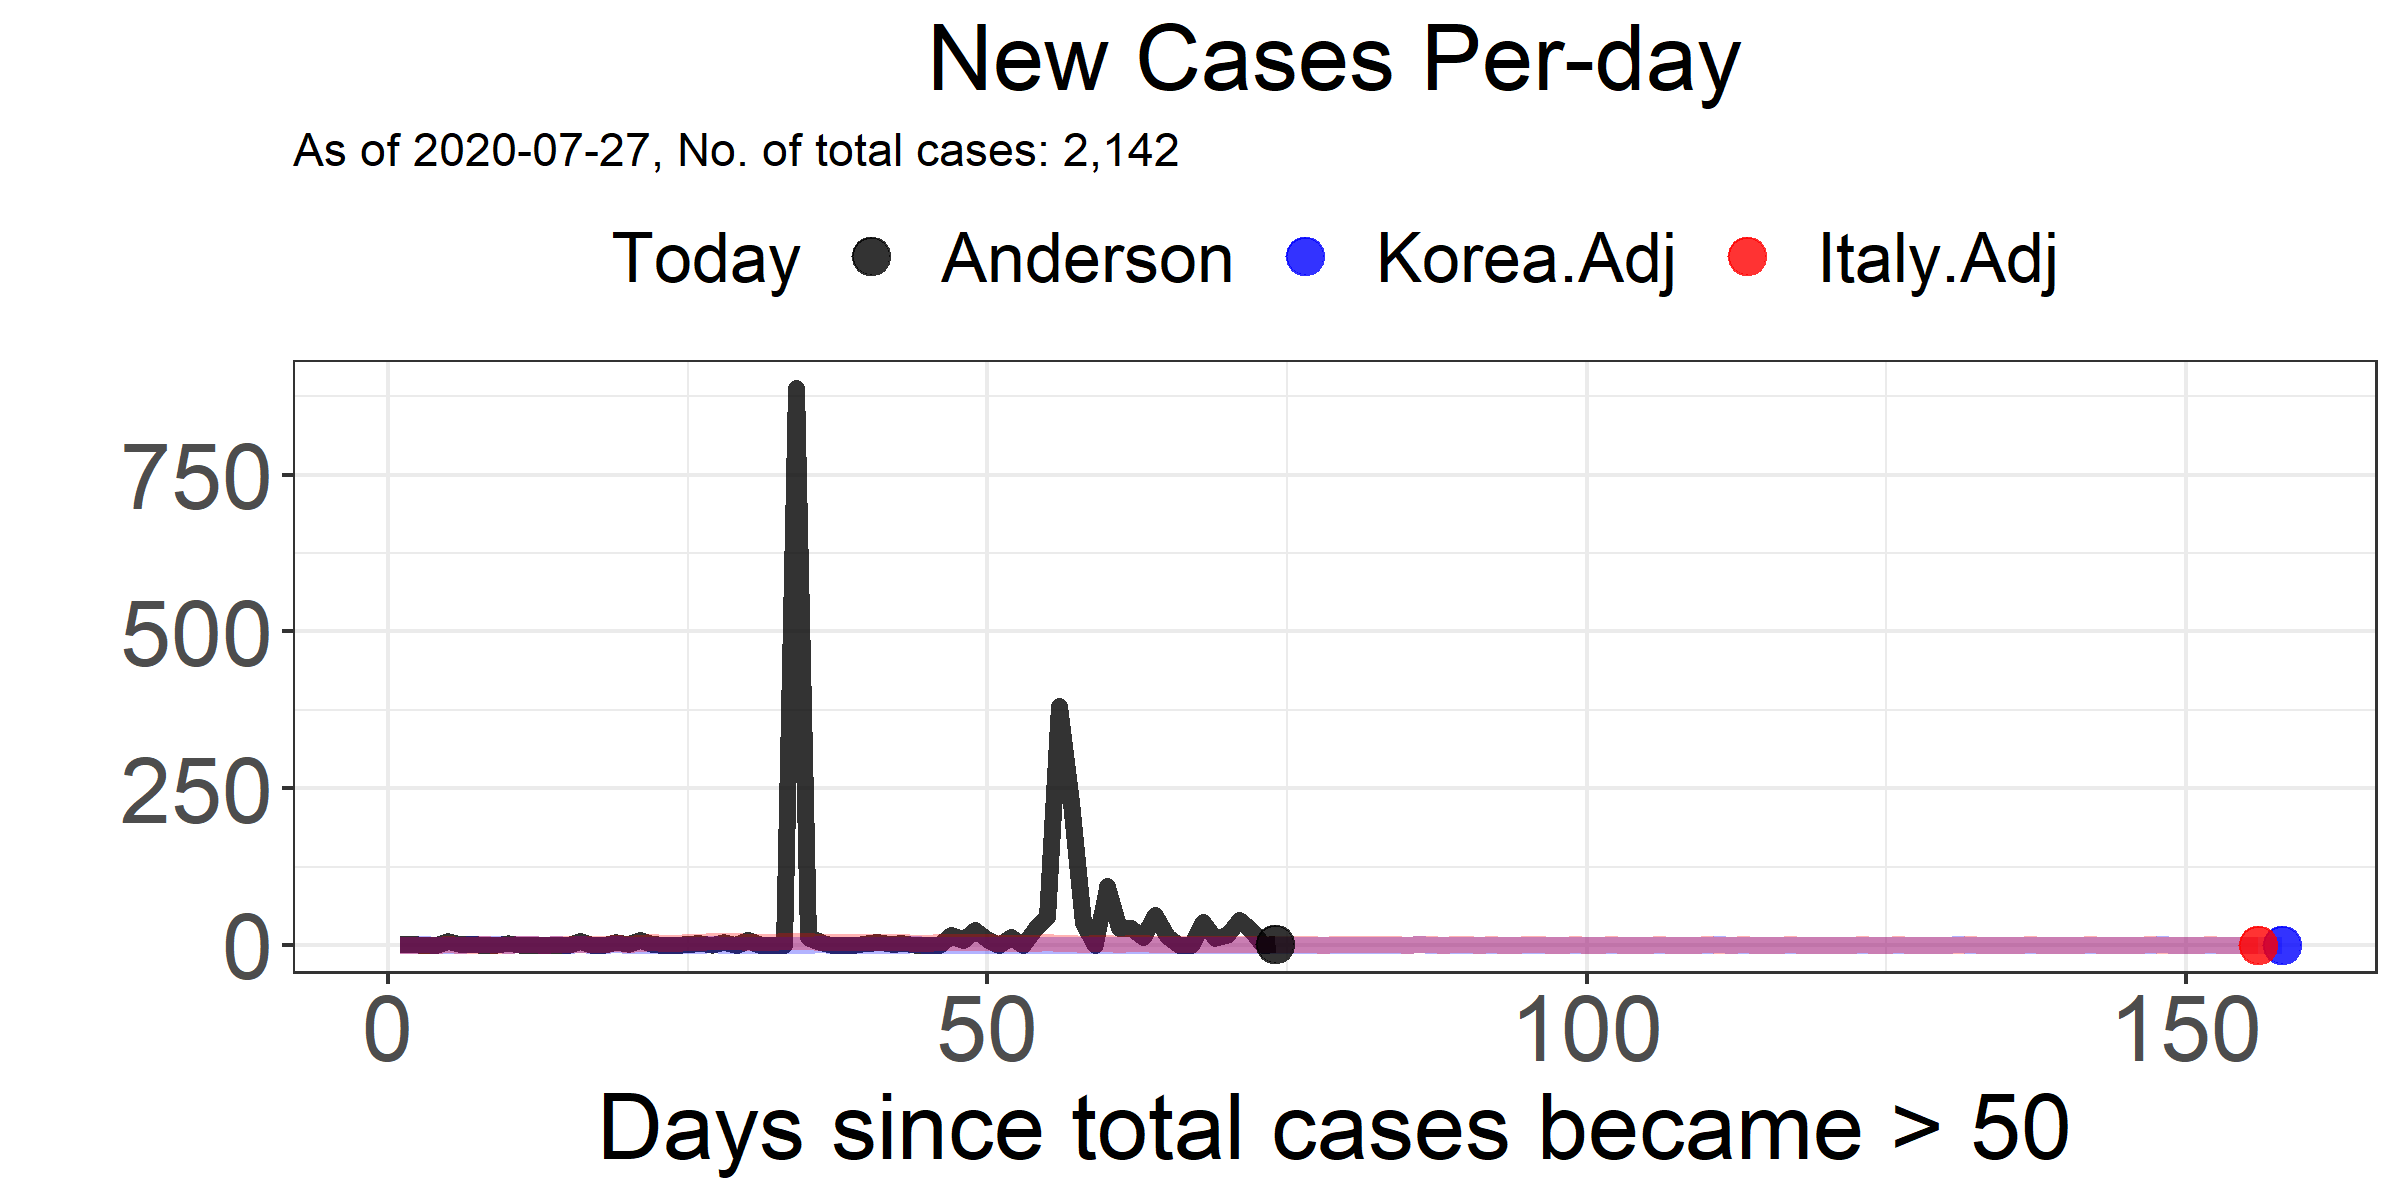 New Cases Per-day
As of 2020-07-27, No. of total cases: 2,142
Today Anderson Korea.Adj Italy.Adj
750
500
250
0
0 50 100 150
Days since total cases became > 50